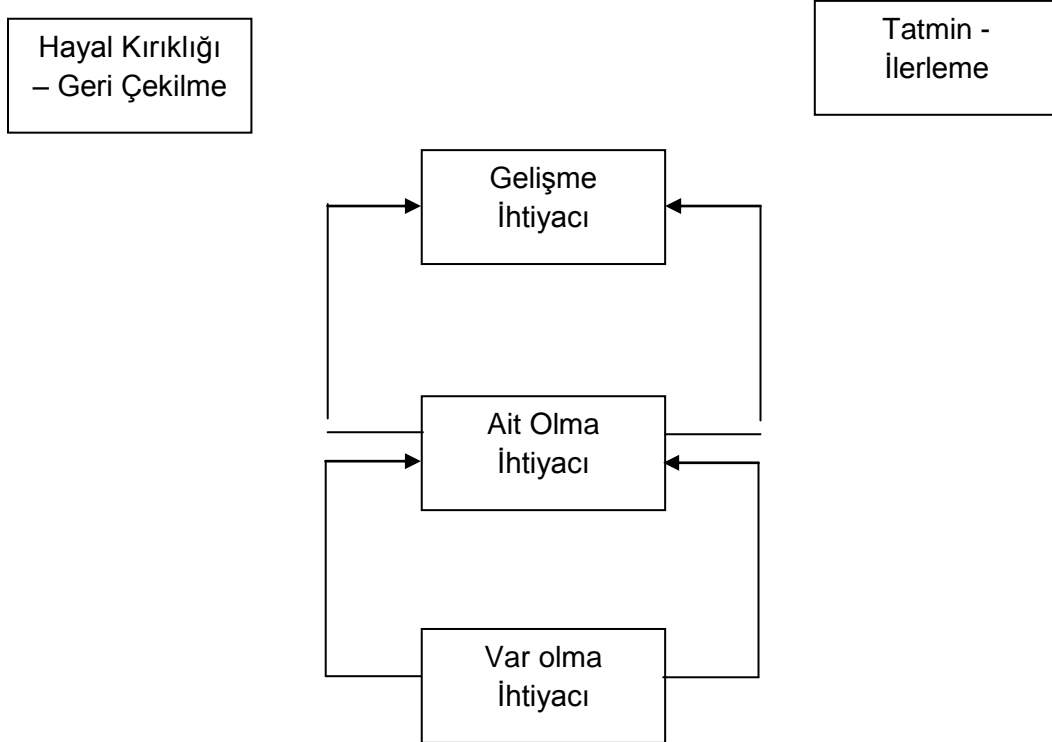 Hayal Kırıklığı
– Geri Çekilme
Tatmin -
İlerleme
Gelişme
İhtiyacı
Ait Olma
İhtiyacı
Var olma
İhtiyacı